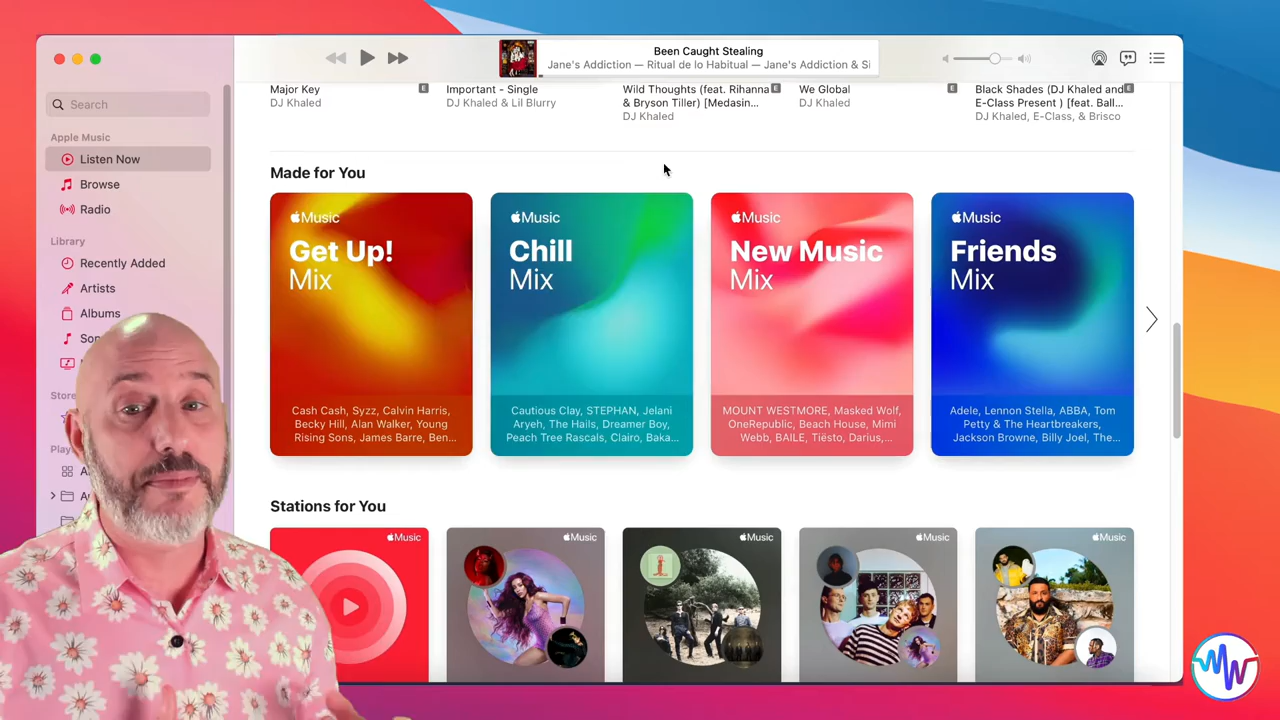 Been Caught Stealing
Jane's Addiction — Ritual de lo Habitual — Jane's Addiction & Si
Search
Apple Music
Listen Now
Browse
Radio
Library
Recently Added
Artists
Albums
Store
Major Key
DJ Khaled
E
Important - Single
DJ Khaled & Lil Blurry
Wild Thoughts (feat. Rihanna
& Bryson Tiller) [Medasin...
DJ Khaled
E
We Global
DJ Khaled
E
Black Shades (DJ Khaled and
E-Class Present ) [feat. Ball...
DJ Khaled, E-Class, & Brisco
E
Made for You
Music
Get Up!
Mix
Cash Cash, Syzz, Calvin Harris,
Becky Hill, Alan Walker, Young
Rising Sons, James Barre, Ben...
Music
Chill
Mix
Cautious Clay, STEPHAN, Jelani
Aryeh, The Hails, Dreamer Boy,
Peach Tree Rascals, Clairo, Baka...
Music
New Music
Mix
MOUNT WESTMORE, Masked Wolf,
OneRepublic, Beach House, Mimi
Webb, BAILE, Tiësto, Darius,...
Music
Friends
Mix
Adele, Lennon Stella, ABBA, Tom
Petty & The Heartbreakers,
Jackson Browne, Billy Joel, The...
Stations for You
Music
Music
Music
Music
Music
MW